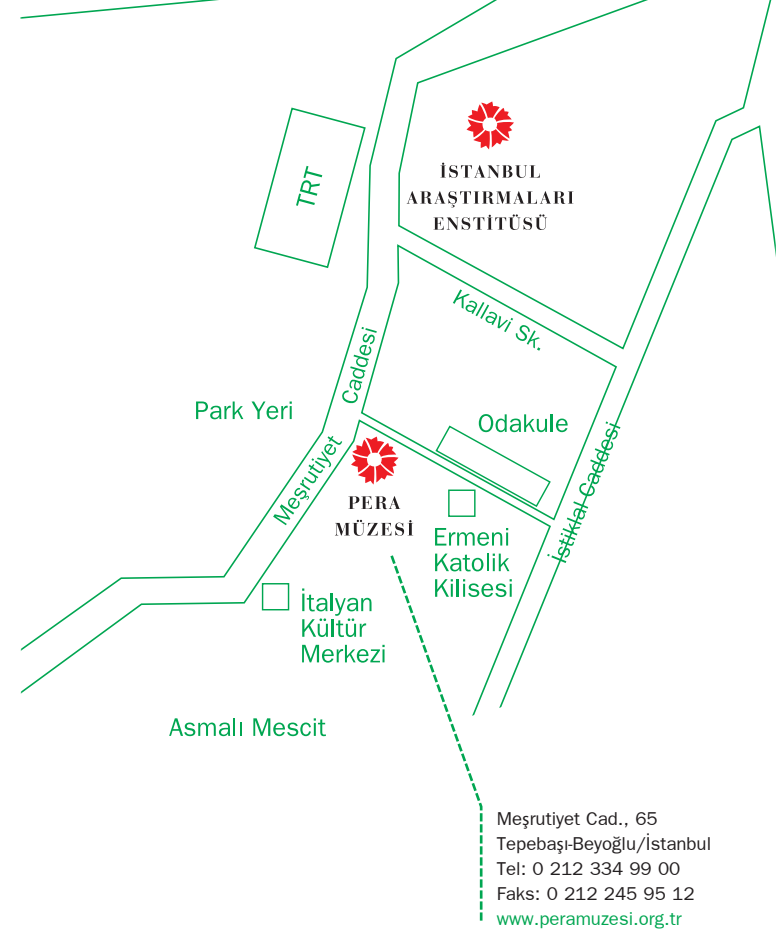 İSTANBUL
ARAŞTIRMALARI
ENSTİTÜSÜ
TRT
Kallavi Sk.
Caddesi
Park Yeri
Odakule
Meşrutiyet
İstiklal Caddesi
PERA
MÜZESİ
Ermeni
Katolik
Kilisesi
İtalyan
Kültür
Merkezi
Asmalı Mescit
Meşrutiyet Cad., 65
Tepebaşı-Beyoğlu/İstanbul
Tel: 0 212 334 99 00
Faks: 0 212 245 95 12
www.peramuzesi.org.tr